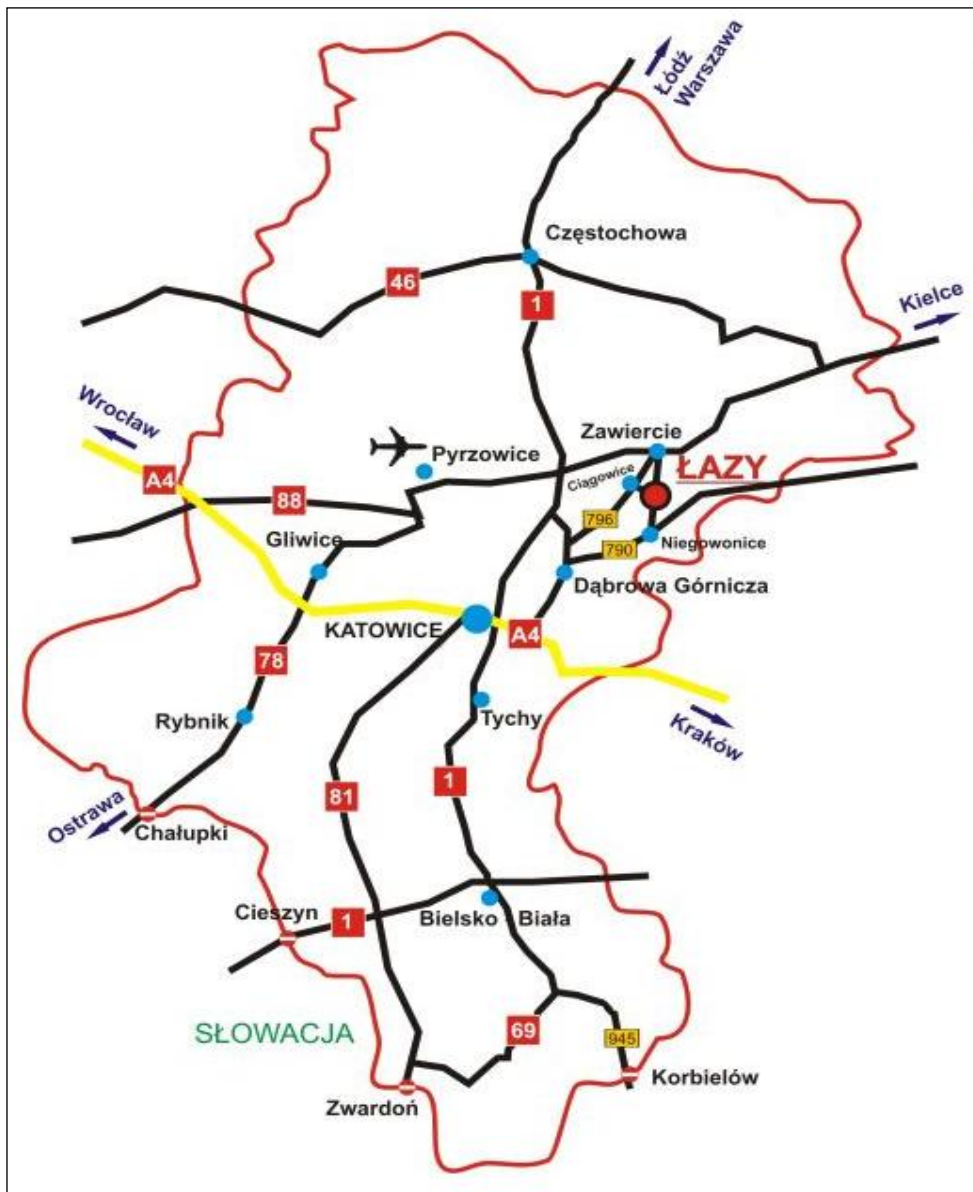 Łódź
Warszawa
Częstochowa
46
1
Kielce
Wrocław
Zawiercie
A4
Pyrzowice
Ciągowice
ŁAZY
88
796
Gliwice
790
Niegowonice
Dąbrowa Górnicza
KATOWICE
A4
78
Rybnik
Tychy
Kraków
1
81
Ostrawa
Chałupki
Cieszyn
1
Bielsko Biała
SŁOWACJA
69
945
Korbielów
Zwardoń